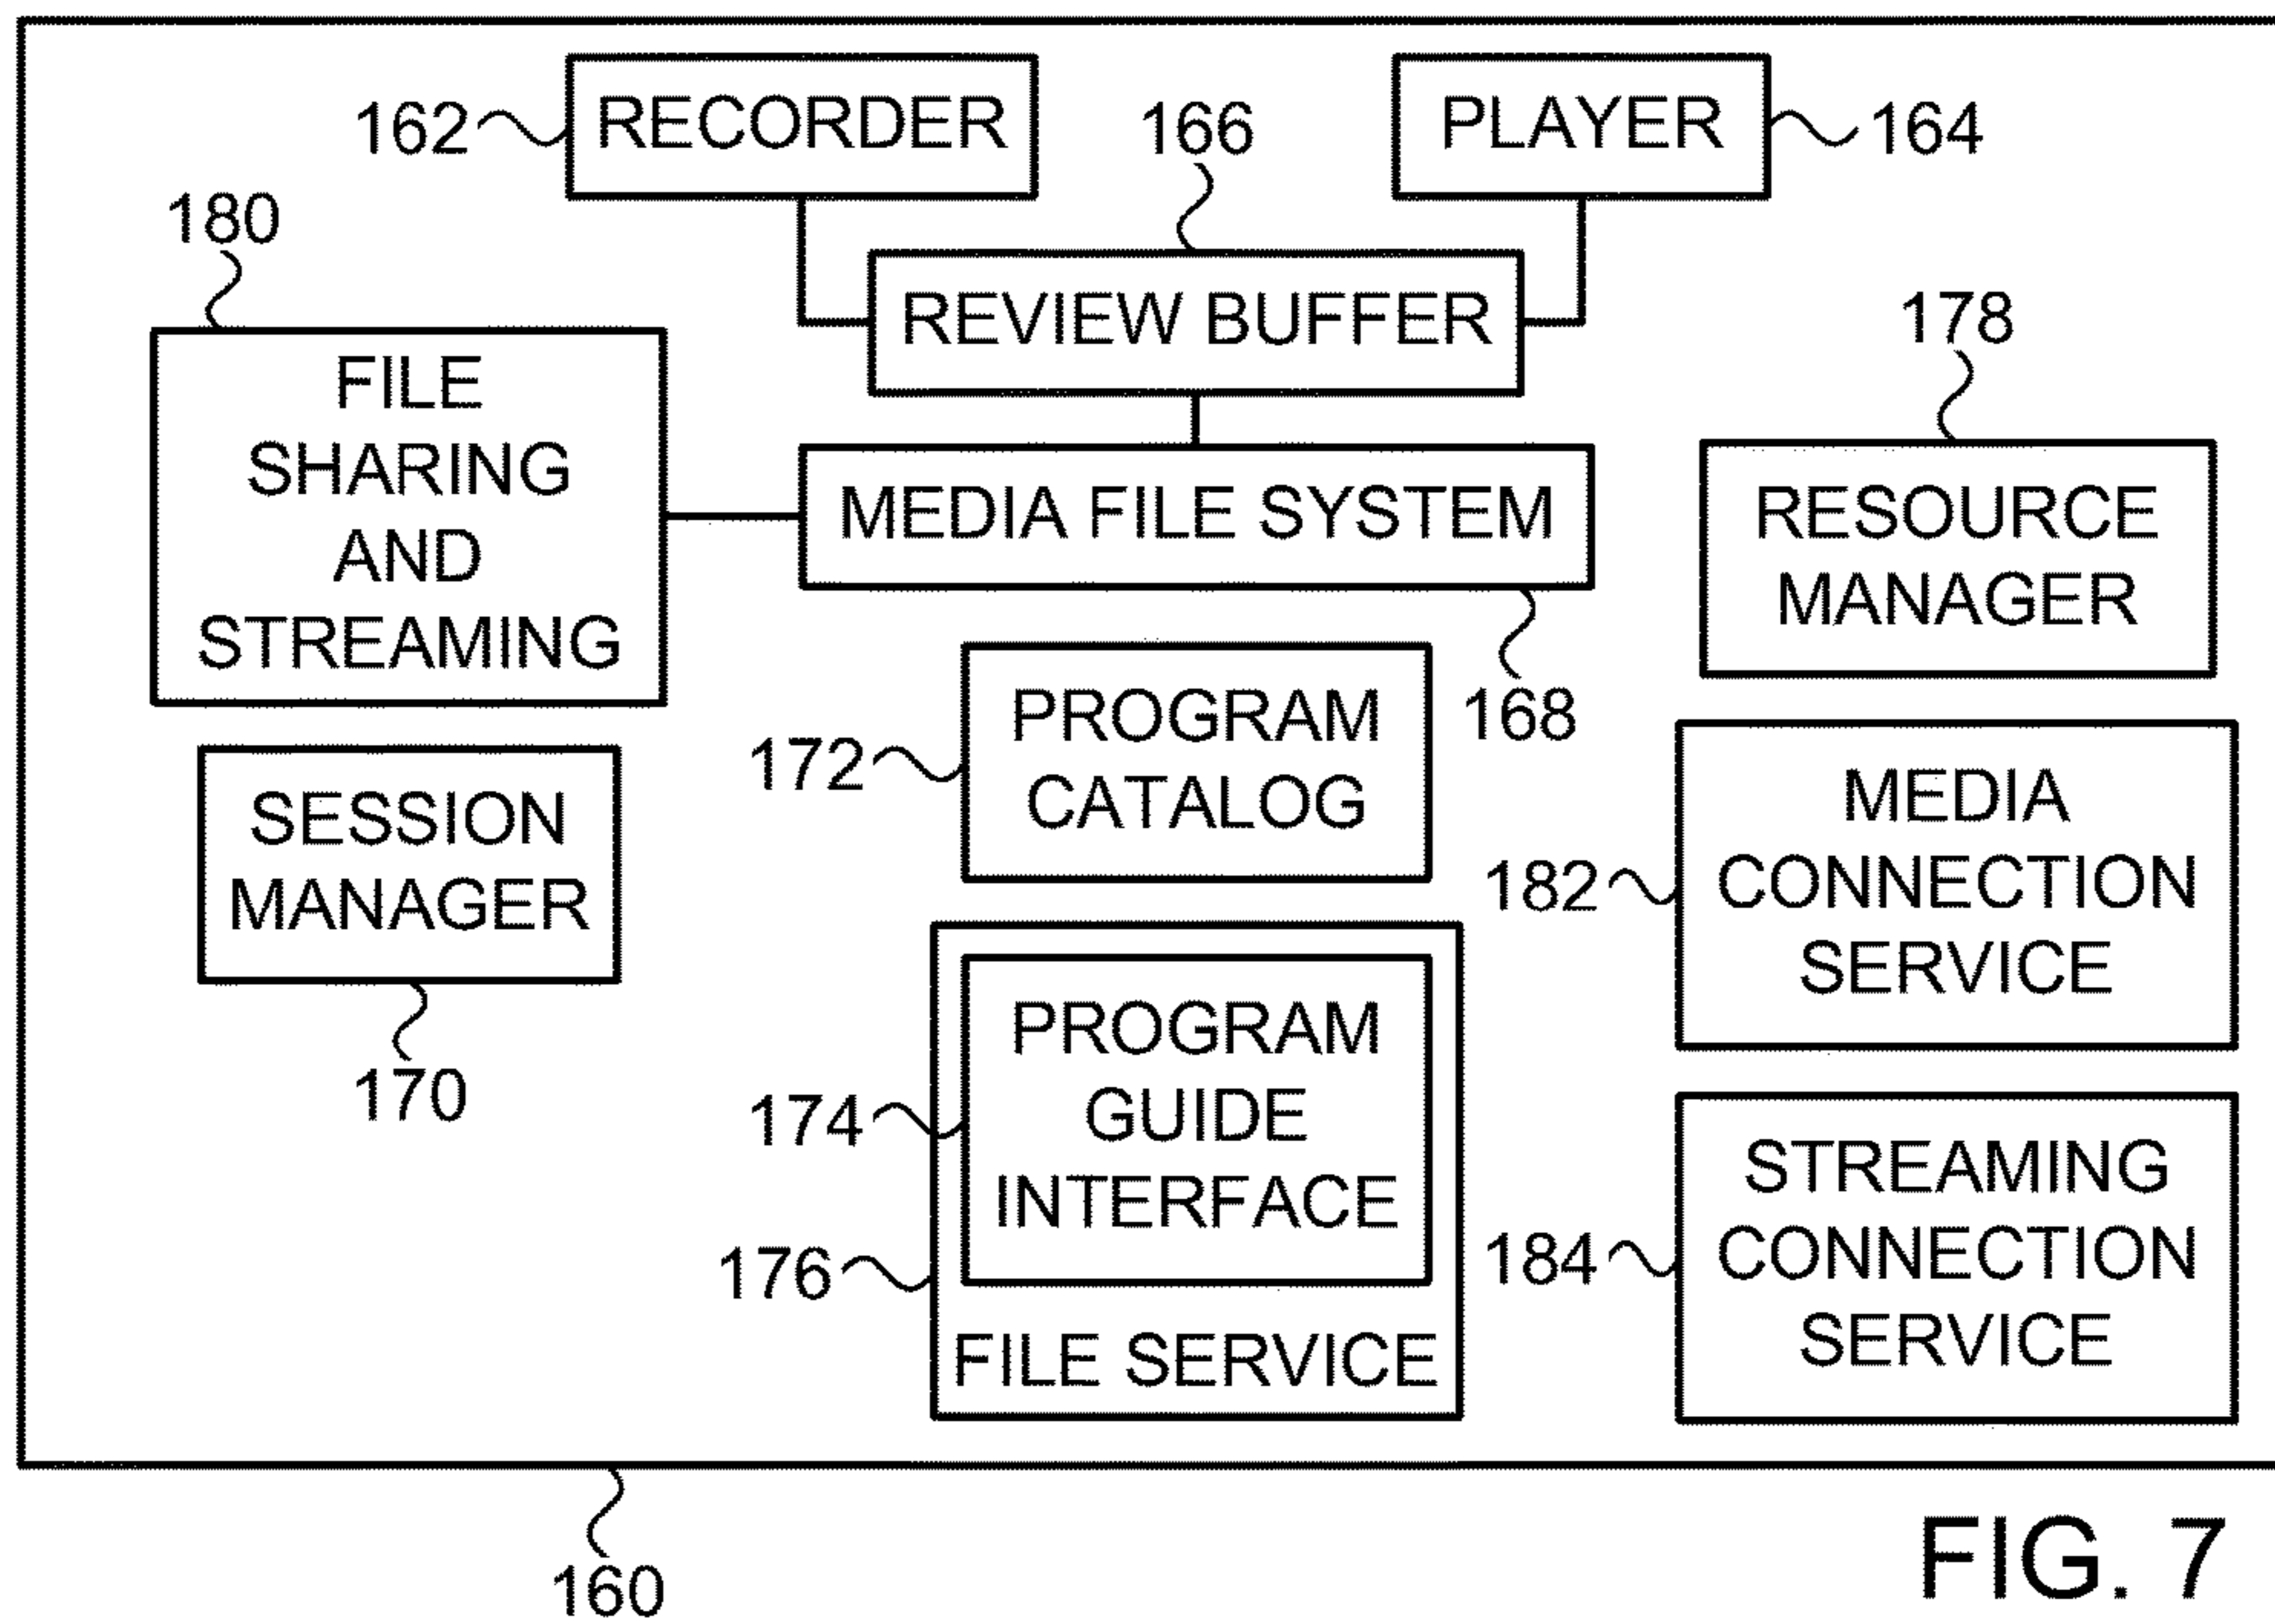 162
RECORDER
166
PLAYER
164
180
REVIEW BUFFER
178
FILE
SHARING
AND
STREAMING
MEDIA FILE SYSTEM
168
RESOURCE
MANAGER
SESSION
MANAGER
170
172
PROGRAM
CATALOG
182
MEDIA
CONNECTION
SERVICE
174
PROGRAM
GUIDE
INTERFACE
176
FILE SERVICE
184
STREAMING
CONNECTION
SERVICE
160
FIG. 7